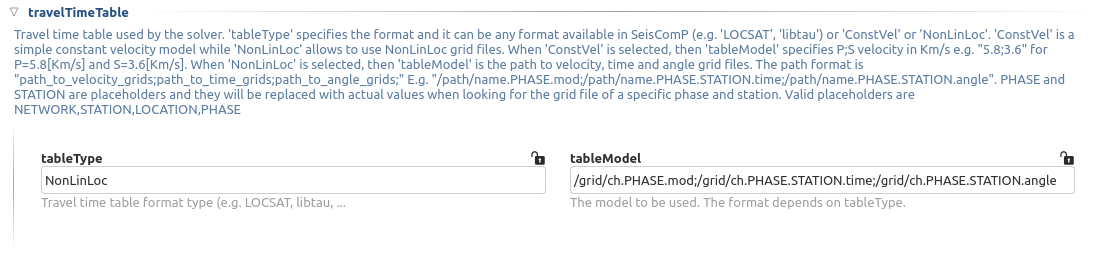 travelTimeTable
Travel time table used by the solver. 'tableType' specifies the format and it can be any format available in SeisComP (e.g. 'LOCSAT', 'libtau') or 'ConstVel' or 'NonLinLoc'. 'ConstVel' is a
simple constant velocity model while 'NonLinLoc' allows to use NonLinLoc grid files. When 'ConstVel' is selected, then 'tableModel' specifies P;S velocity in Km/s e.g. "5.8;3.6" for
P=5.8[Km/s] and S=3.6[Km/s]. When 'NonLinLoc' is selected, then 'tableModel' is the path to velocity, time and angle grid files. The path format is
"path_to_velocity_grids;path_to_time_grids;path_to_angle_grids;" E.g. "/path/name.PHASE.mod;/path/name.PHASE.STATION.time;/path/name.PHASE.STATION.angle". PHASE and
STATION are placeholders and they will be replaced with actual values when looking for the grid file of a specific phase and station. Valid placeholders are
NETWORK,STATION,LOCATION,PHASE
tableType
NonLinLoc
Travel time table format type (e.g. LOCSAT, libtau, ...
tableModel
/grid/ch.PHASE.mod;/grid/ch.PHASE.STATION.time;/grid/ch.PHASE.STATION.angle
The model to be used. The format depends on tableType.